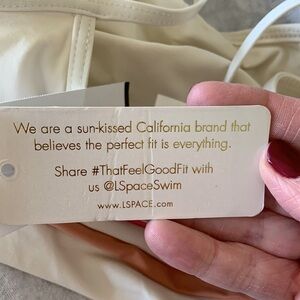 We are a sun-kissed California brand that
believes the perfect fit is everything.
Share #ThatFeelGoodFit with
us @LSpaceSwim
www.LSPACE.com